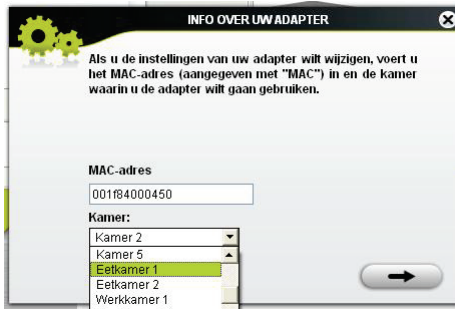 INFO OVER UW ADAPTER
Als u de instellingen van uw adapter wilt wijzigen, voert u
het MAC-adres (aangegeven met "MAC") in en de kamer
waarin u de adapter wilt gaan gebruiken.
MAC-adres
001f84000450
Kamer:
Kamer 2
Kamer 5
Eetkamer 1
Eetkamer 2
Werkkamer 1